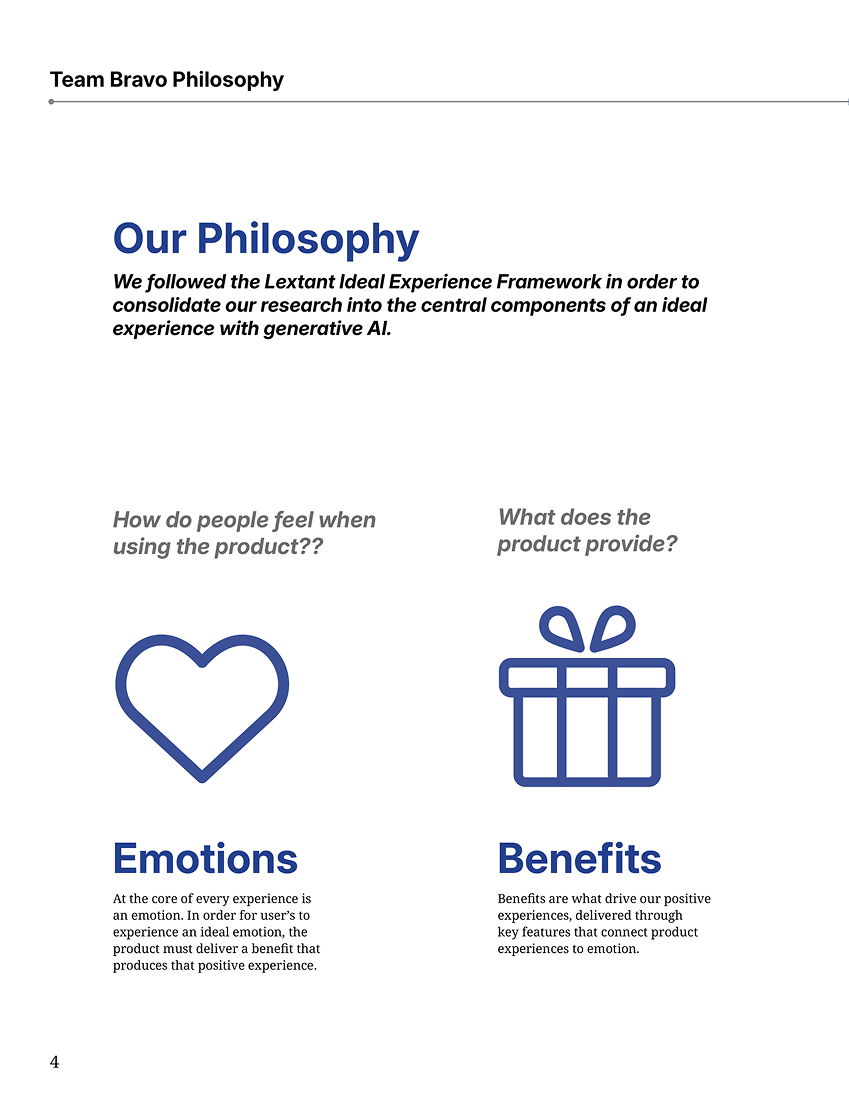 Team Bravo Philosophy
Our Philosophy
We followed the Lextant Ideal Experience Framework in order to
consolidate our research into the central components of an ideal
experience with generative AI.
How do people feel when
using the product??
What does the
product provide?
Emotions
At the core of every experience is
an emotion. In order for user’s to
experience an ideal emotion, the
product must deliver a benefit that
produces that positive experience.
Benefits
Benefits are what drive our positive
experiences, delivered through
key features that connect product
experiences to emotion.
4